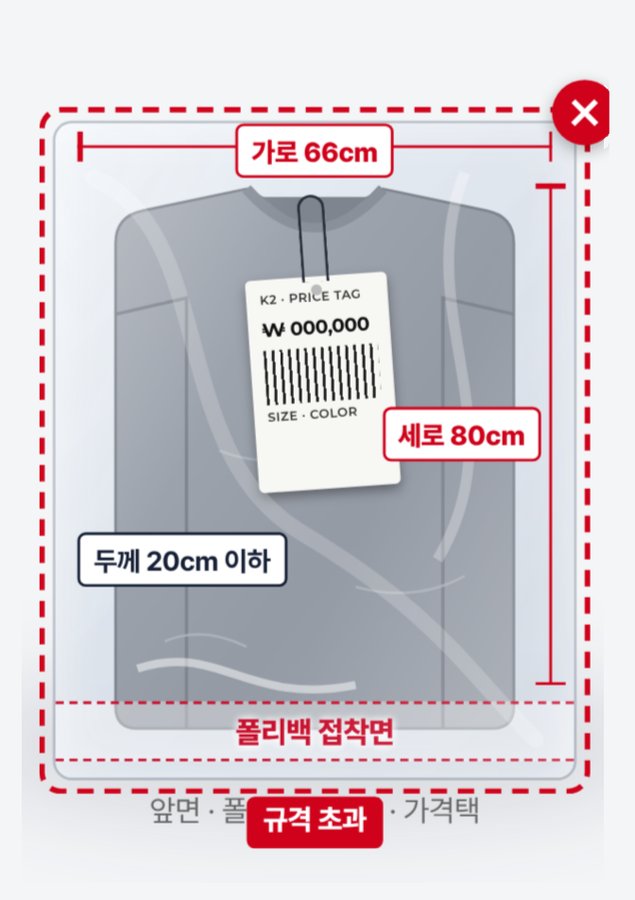 가로 66cm
K2 · PRICE TAG
₩ 000,000
SIZE · COLOR
세로 80cm
두께 20cm 이하
폴리백 접착면
앞면 · 폴
규격 초과
· 가격택